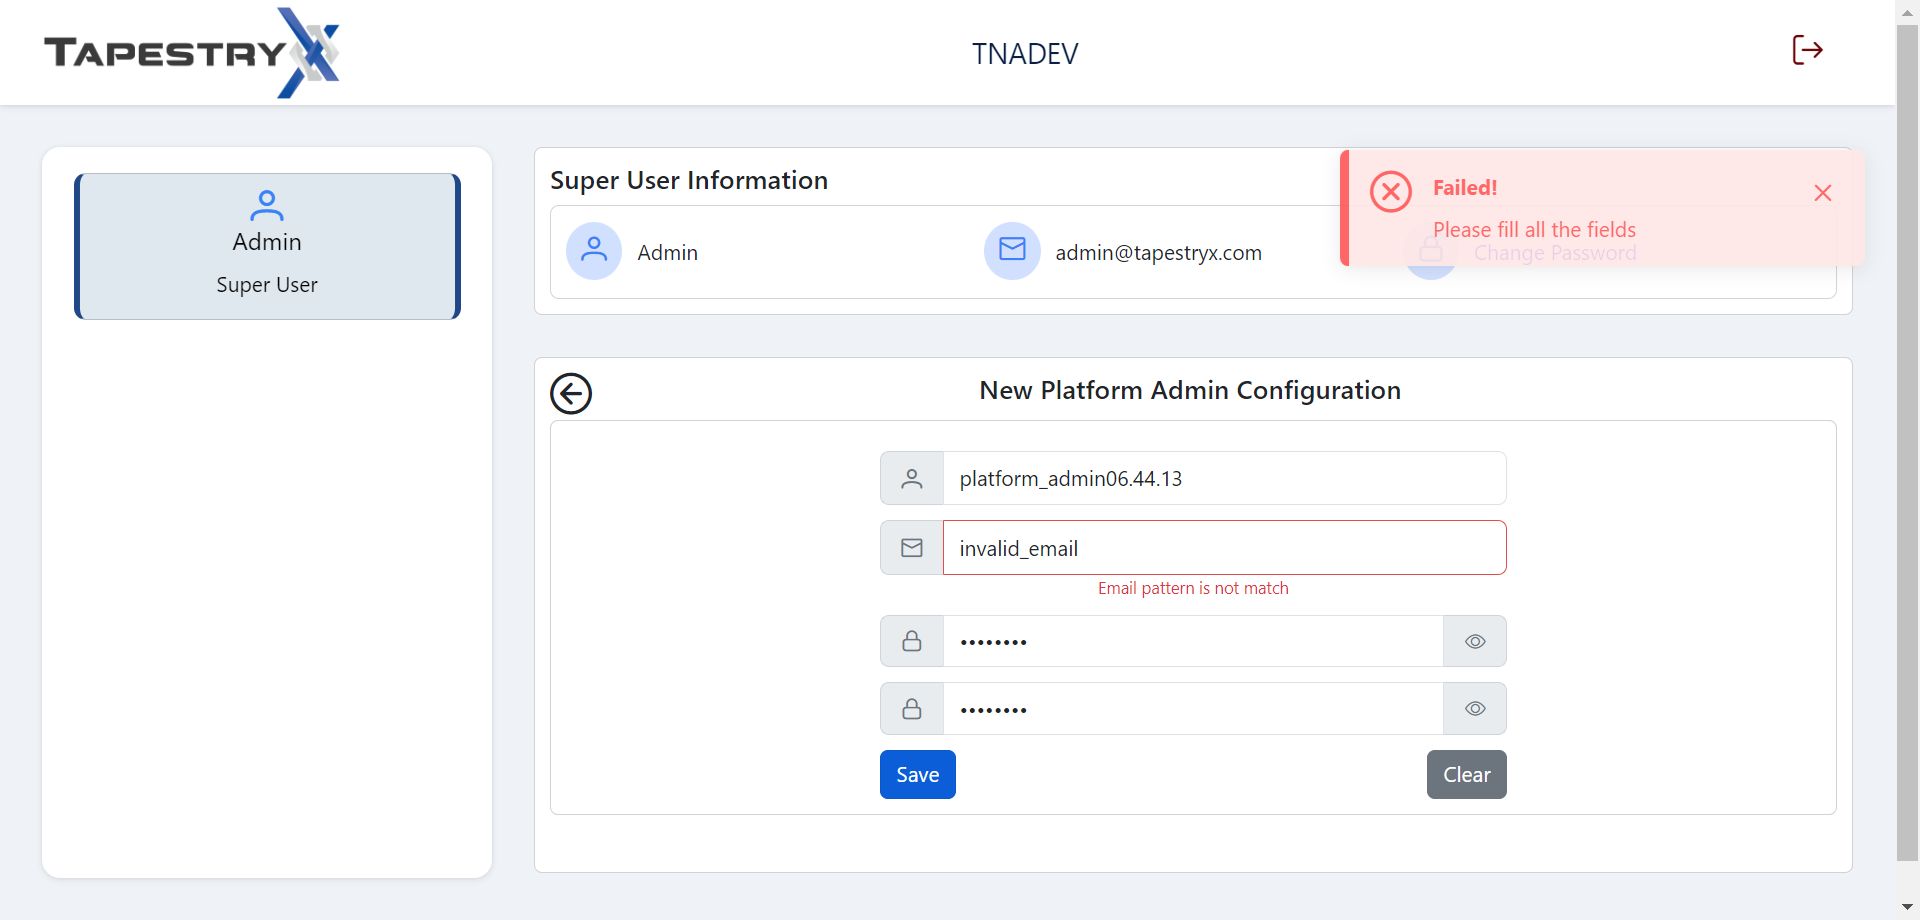 TAPESTRYX
TNADEV
Admin
Super User
Super User Information
Admin
admin@tapestryx.com
Change Password
Failed!
Please fill all the fields
New Platform Admin Configuration
platform_admin06.44.13
invalid_email
Email pattern is not match
••••••••
••••••••
Save
Clear